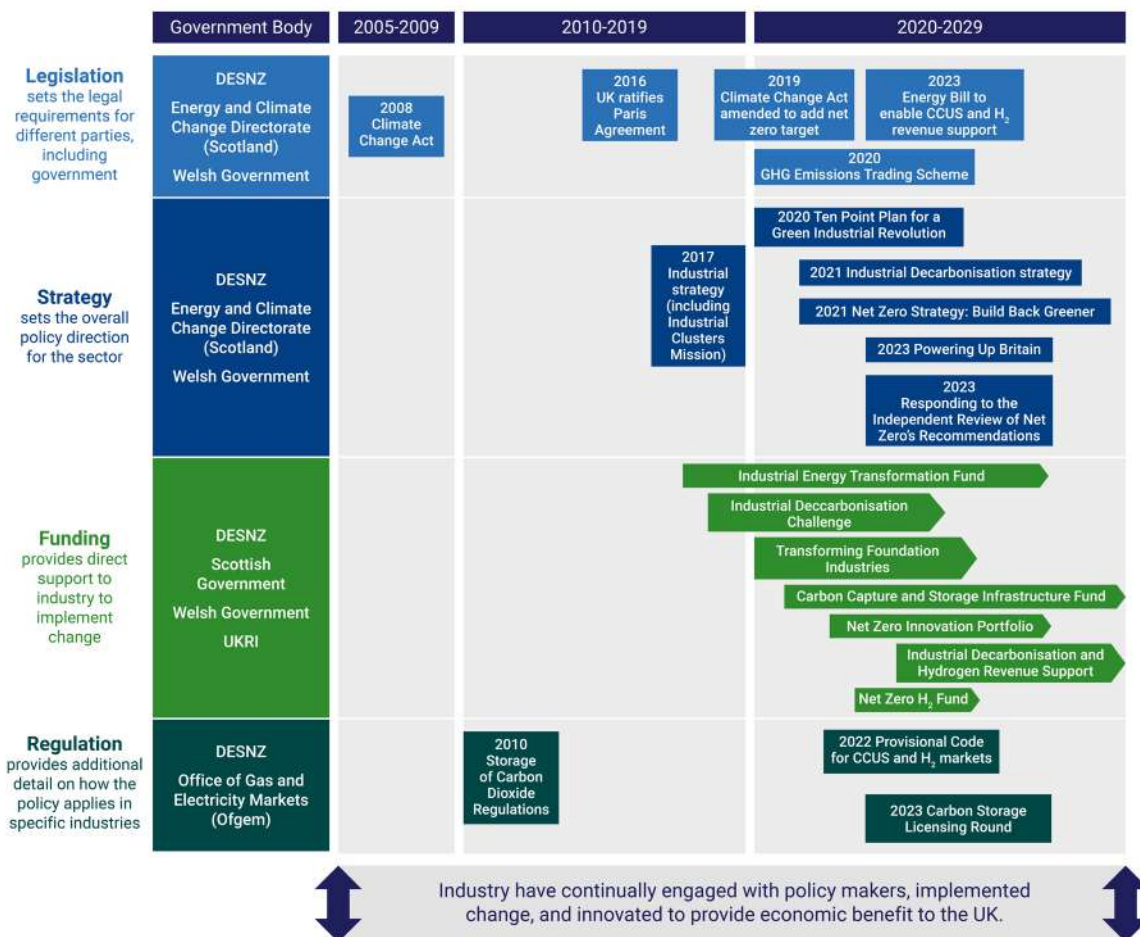 Government Body
2005-2009
2010-2019
2020-2029
Legislation
sets the legal
requirements for
different parties,
including
government
DESNZ
Energy and Climate
Change Directorate
(Scotland)
Welsh Government
2008
Climate
Change Act
2016
UK ratifies
Paris
Agreement
2019
Climate Change Act
amended to add net
zero target
2023
Energy Bill to
enable CCUS and H₂
revenue support
2020
GHG Emissions Trading Scheme
Strategy
sets the overall
policy direction
for the sector
DESNZ
Energy and Climate
Change Directorate
(Scotland)
Welsh Government
2017
Industrial
strategy
(including
Industrial
Clusters
Mission)
2020 Ten Point Plan for a
Green Industrial Revolution
2021 Industrial Decarbonisation strategy
2021 Net Zero Strategy: Build Back Greener
2023 Powering Up Britain
2023
Responding to the
Independent Review of Net
Zero's Recommendations
Funding
provides direct
support to
industry to
implement
change
DESNZ
Scottish
Government
Welsh Government
UKRI
Industrial Energy Transformation Fund
Industrial Deccarbonisation
Challenge
Transforming Foundation
Industries
Carbon Capture and Storage Infrastructure Fund
Net Zero Innovation Portfolio
Industrial Decarbonisation and
Hydrogen Revenue Support
Net Zero H₂ Fund
Regulation
provides additional
detail on how the
policy applies in
specific industries
DESNZ
Office of Gas and
Electricity Markets
(Ofgem)
2010
Storage
of Carbon
Dioxide
Regulations
2022 Provisional Code
for CCUS and H₂ markets
2023 Carbon Storage
Licensing Round
Industry have continually engaged with policy makers, implemented
change, and innovated to provide economic benefit to the UK.